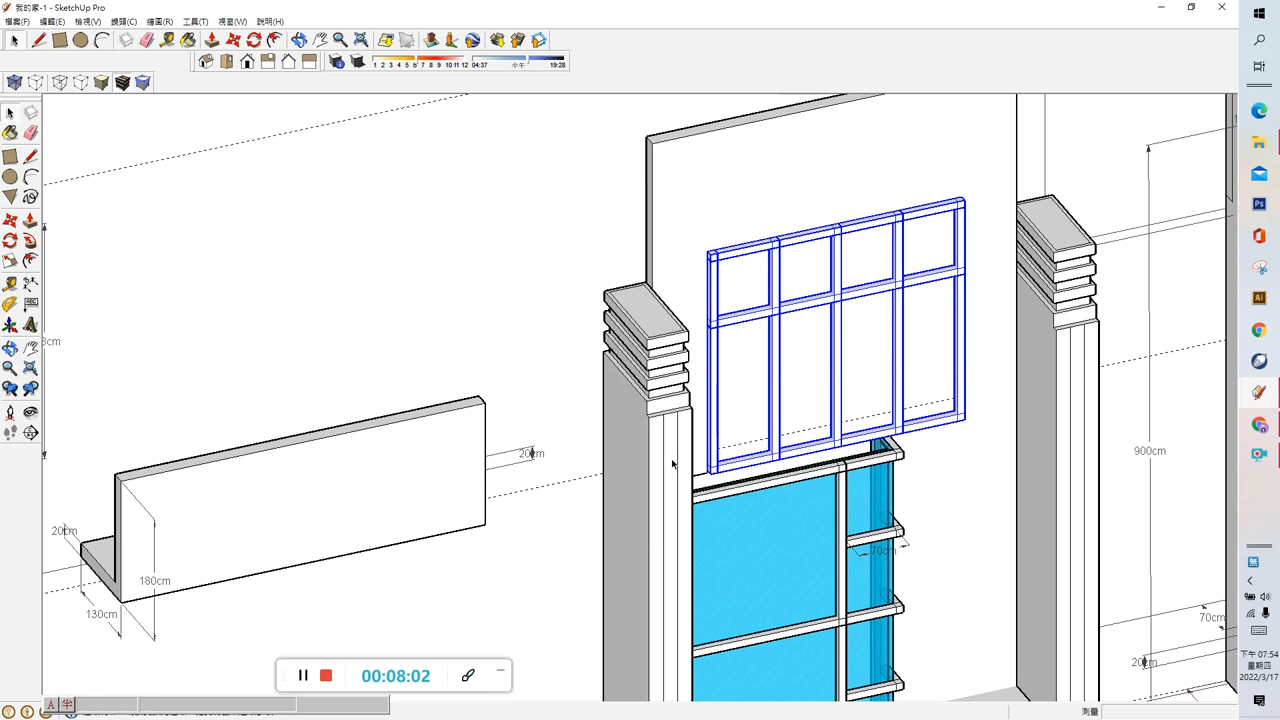 我的家-1 - SketchUp Pro
檔案(F) 編輯(E) 檢視(V) 鏡頭(C) 繪圖(R) 工具(T) 視窗(W) 說明(H)
1 2 3 4 5 6 7 8 9 10 11 12 04:37 中午 19:28
900cm
20cm
20cm
180cm
130cm
70cm
70cm
20cm
00:08:02
A 半
測量
下午 07:54
星期四
2022/3/17